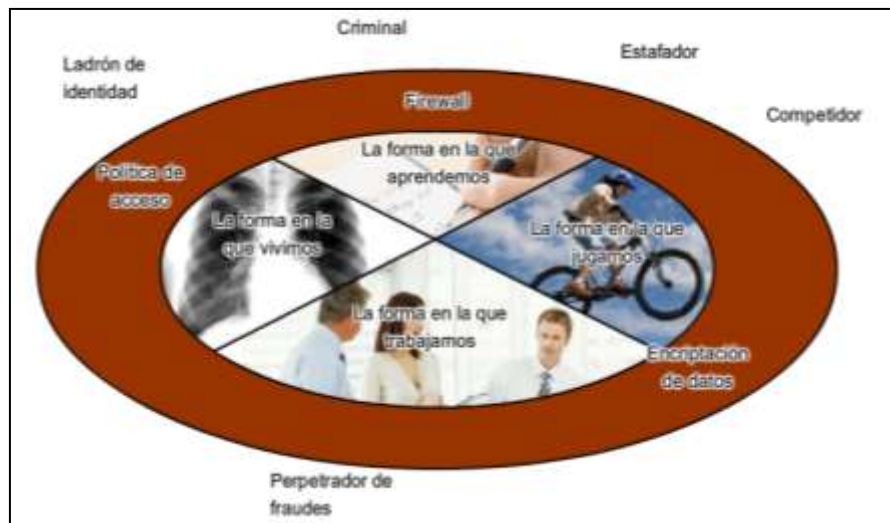 Criminal
Estafador
Ladrón de
identidad
Competidor
Firewall
La forma en la que
aprendemos
Política de
acceso
La forma en la
que vivimos
La forma en la que
jugamos
La forma en la que
trabajamos
Encriptación
de datos
Perpetrador de
fraudes